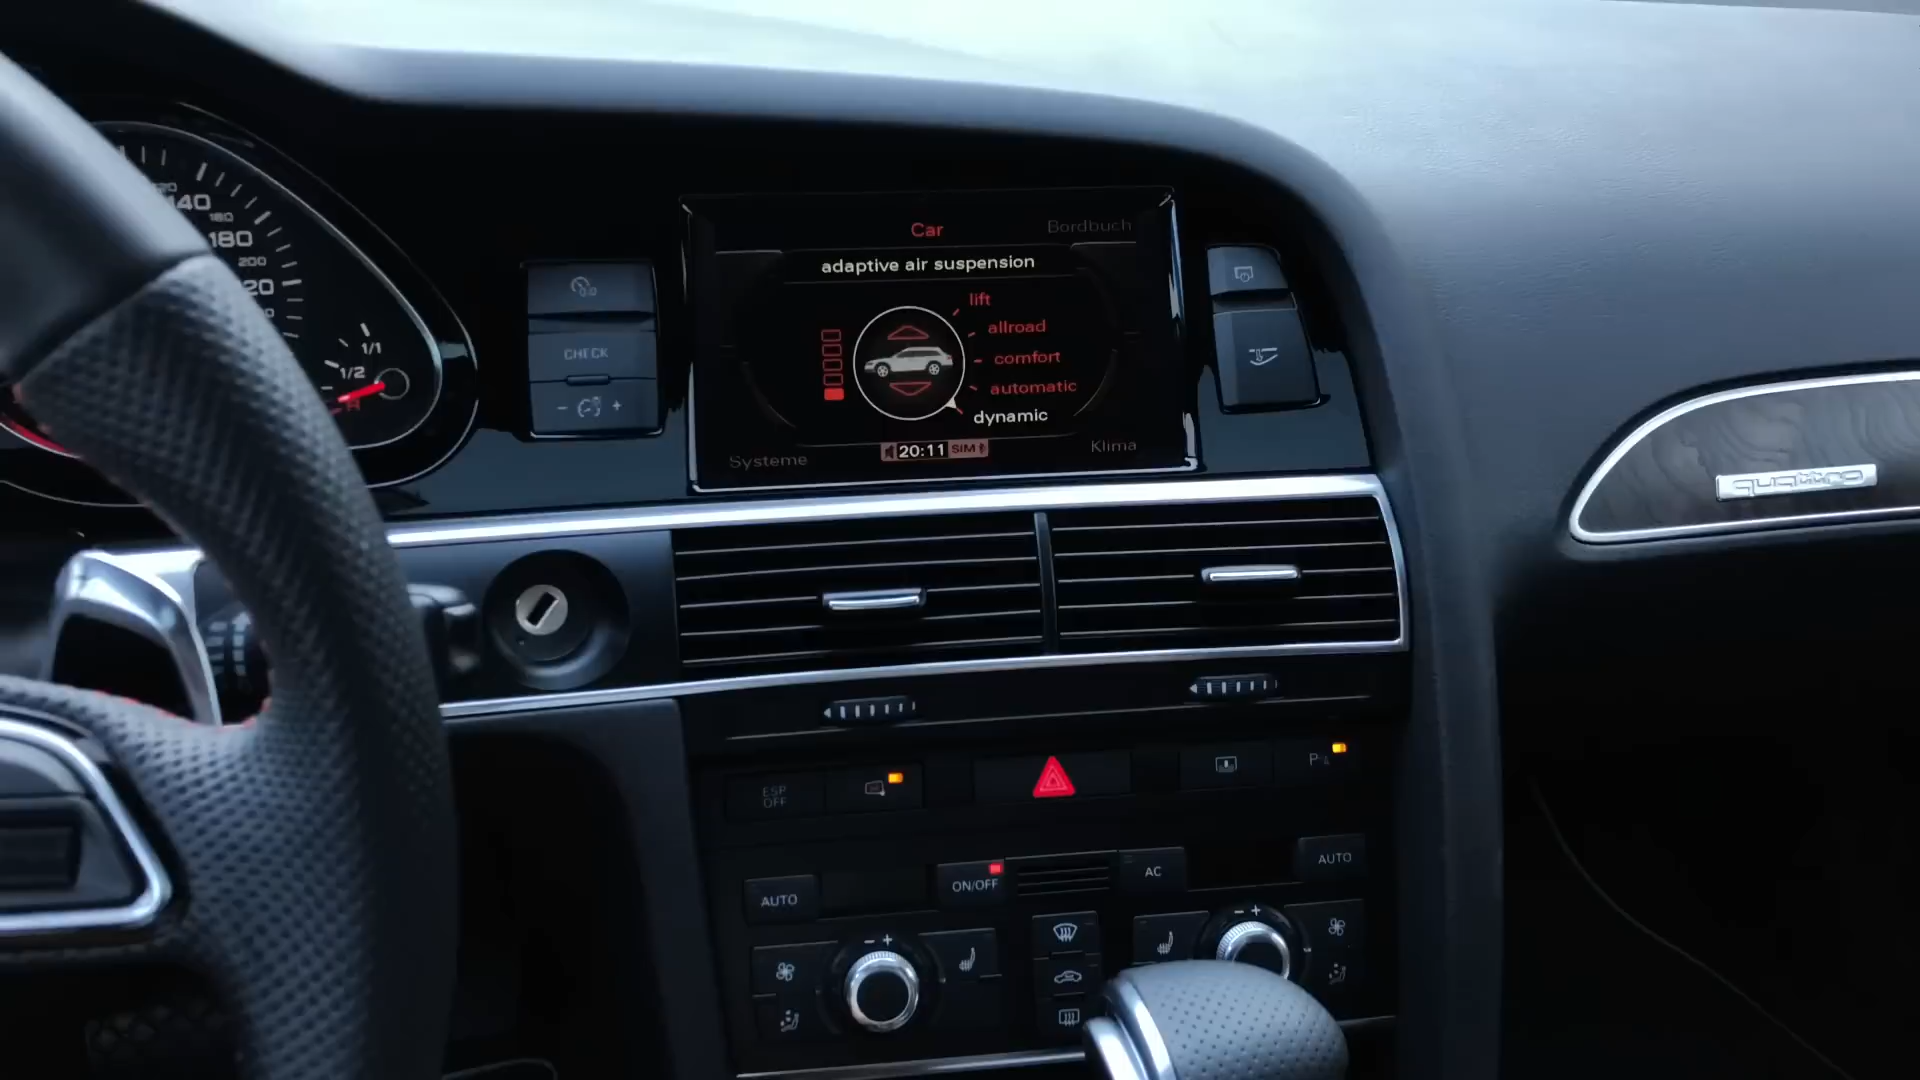 140
160
180
200
1/1
1/2
CHECK
- +
Car
Bordbuch
adaptive air suspension
lift
allroad
comfort
automatic
dynamic
Systeme
20:11 SIM
Klima
quattro
ESP
OFF
P
AUTO
ON/OFF
AC
AUTO
- +
- +